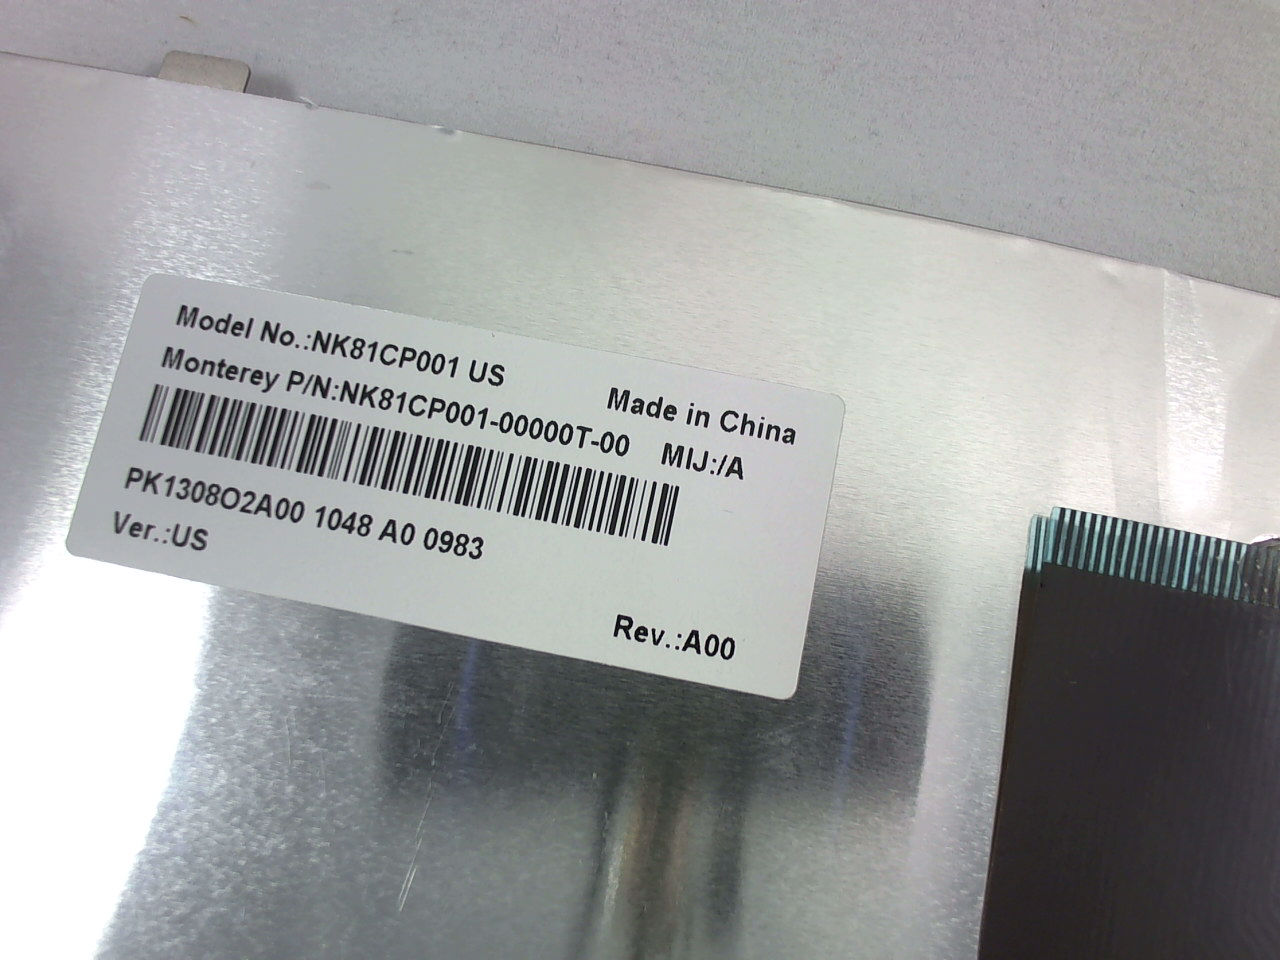 Model No.:NK81CP001 US
Made in China
Monterey P/N:NK81CP001-00000T-00 MIJ:/A
PK1308O2A00 1048 A0 0983
Ver.:US
Rev.:A00